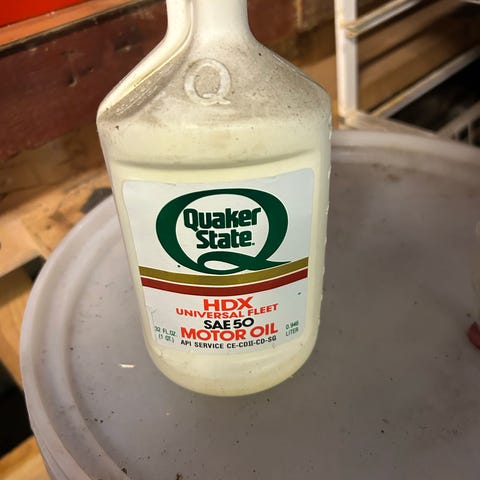 Q
Quaker
State
HDX
UNIVERSAL FLEET
SAE 50
MOTOR OIL
32 FL.OZ.
(1 QT.)
0.946
LITER
API SERVICE CE-CDII-CD-SG